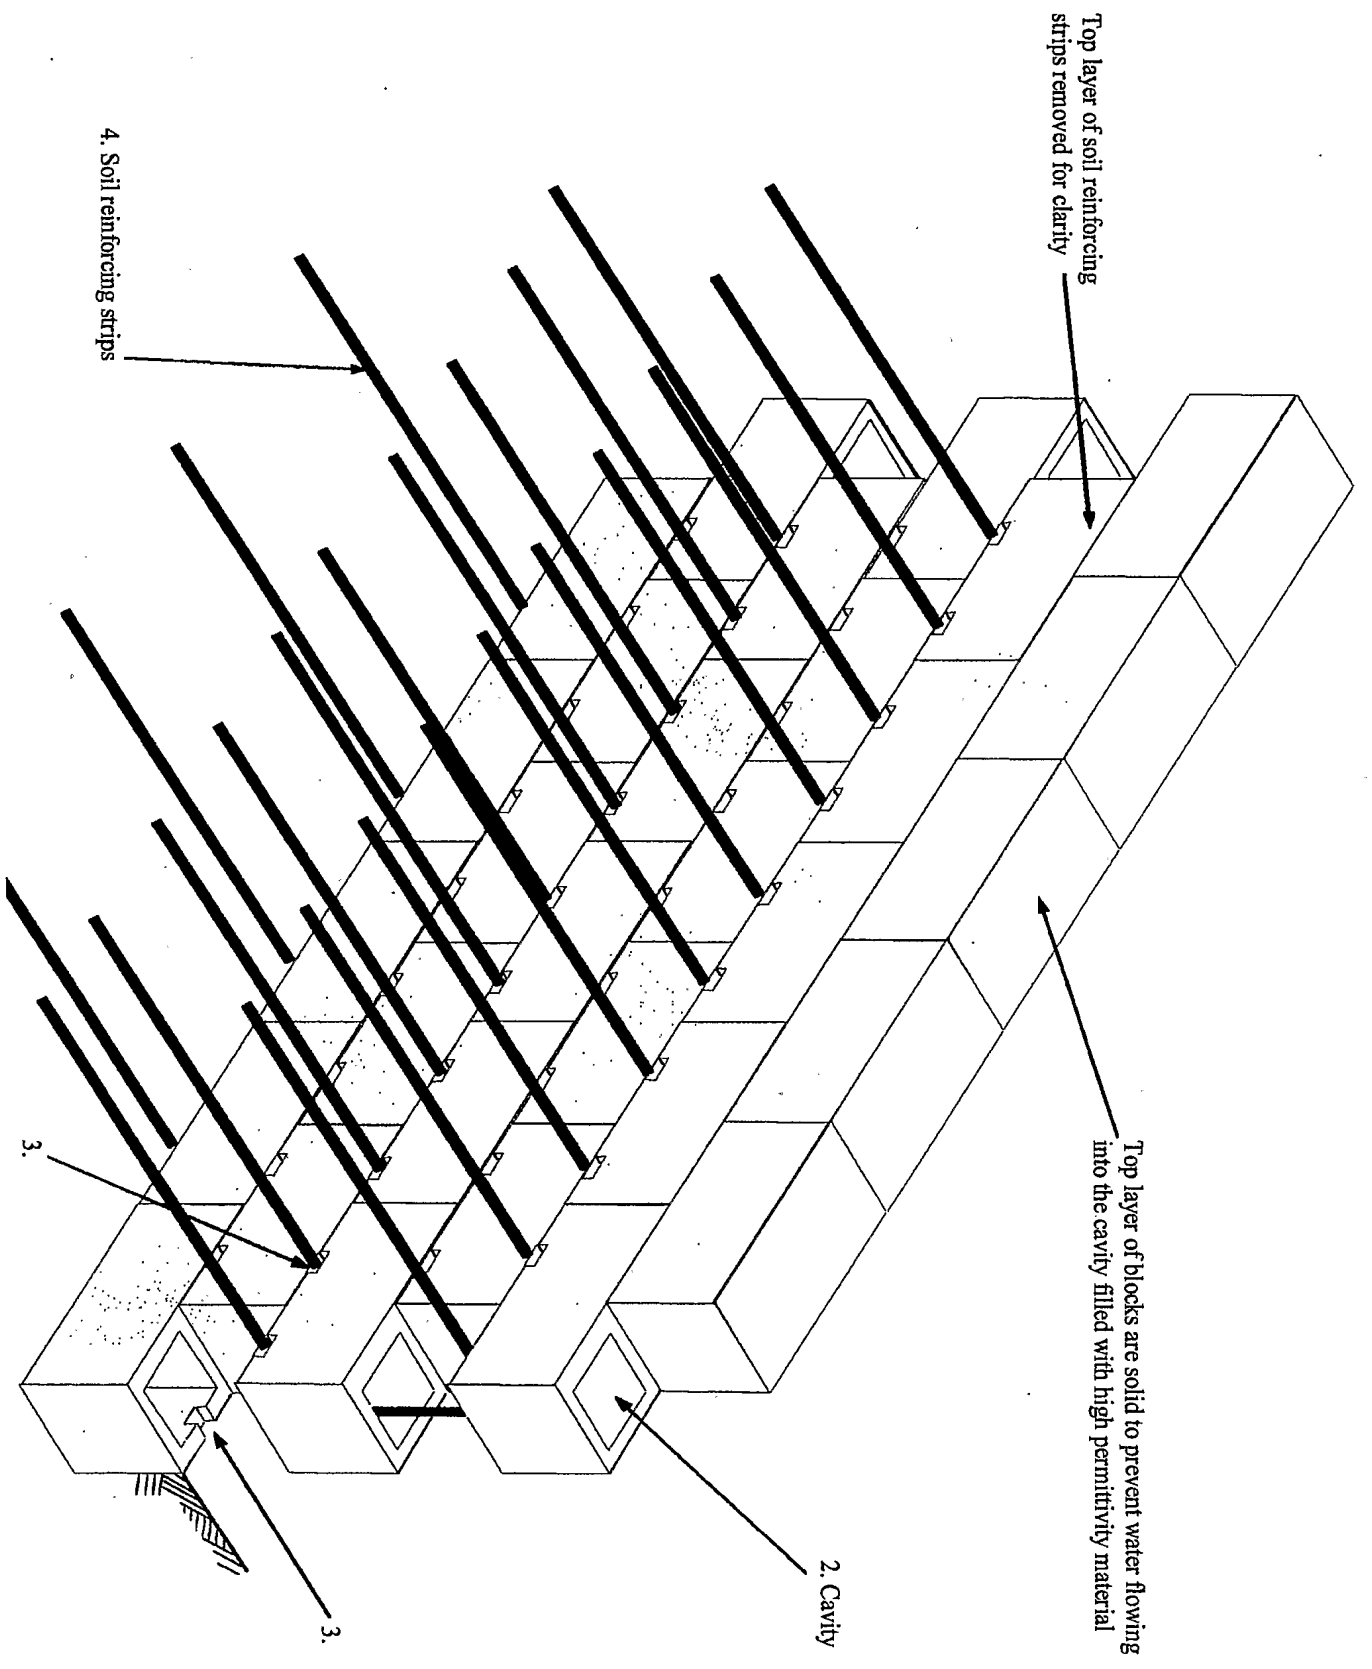 Top layer of soil reinforcing
strips removed for clarity
Top layer of blocks are solid to prevent water flowing
into the cavity filled with high permittivity material
2. Cavity
4. Soil reinforcing strips
3.
3.